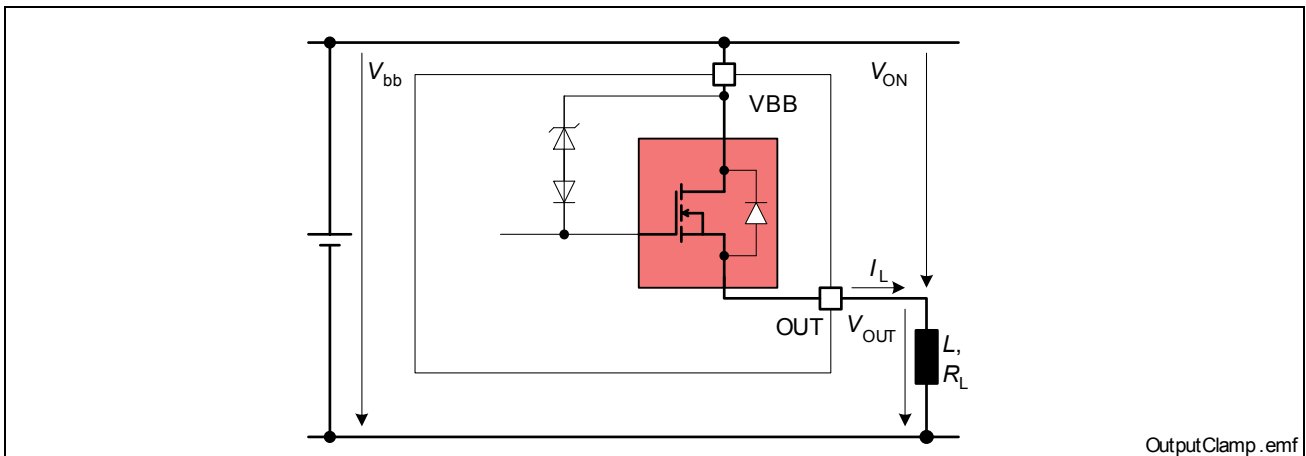 Vbb
VBB
VON
IL
OUT
VOUT
L,
RL
OutputClamp.emf